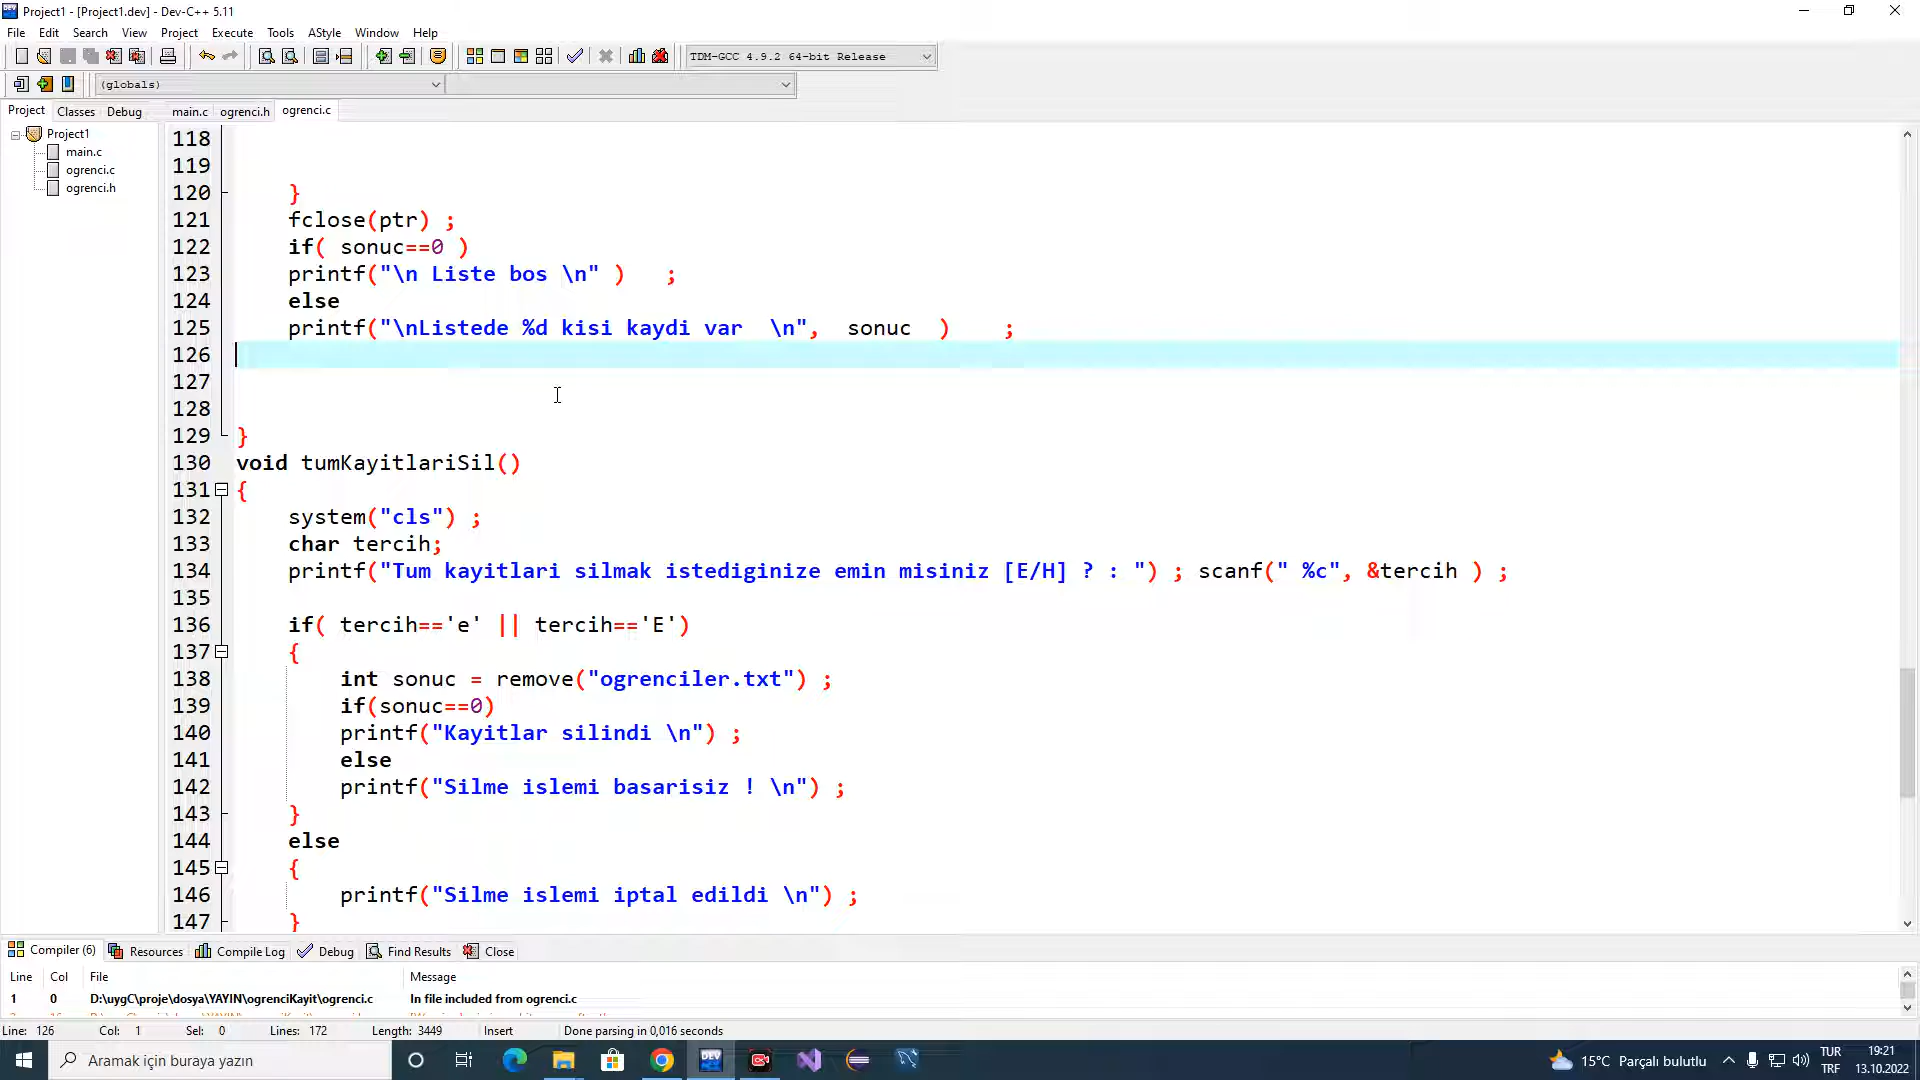 Project1 - [Project1.dev] - Dev-C++ 5.11
File Edit Search View Project Execute Tools AStyle Window Help
TDM-GCC 4.9.2 64-bit Release
(globals)
Project Classes Debug main.c ogrenci.h ogrenci.c
Project1
main.c
ogrenci.c
ogrenci.h
118
119
120 }
121 fclose(ptr) ;
122 if( sonuc==0 )
123 printf("\n Liste bos \n" ) ;
124 else
125 printf("\nListede %d kisi kaydi var \n", sonuc ) ;
126
127
128
129 }
130 void tumKayitlariSil()
131 {
132 system("cls") ;
133 char tercih;
134 printf("Tum kayitlari silmak istediginize emin misiniz [E/H] ? : ") ; scanf(" %c", &tercih ) ;
135
136 if( tercih=='e' || tercih=='E')
137 {
138 int sonuc = remove("ogrenciler.txt") ;
139 if(sonuc==0)
140 printf("Kayitlar silindi \n") ;
141 else
142 printf("Silme islemi basarisiz ! \n") ;
143 }
144 else
145 {
146 printf("Silme islemi iptal edildi \n") ;
147 }
Compiler (6) Resources Compile Log Debug Find Results Close
Line Col File Message
1 0 D:\uygC\proje\dosya\YAYIN\ogrenciKayit\ogrenci.c In file included from ogrenci.c
Line: 126 Col: 1 Sel: 0 Lines: 172 Length: 3449 Insert Done parsing in 0,016 seconds
Aramak için buraya yazın
DEV
15°C Parçalı bulutlu
TUR
TRF
19:21
13.10.2022